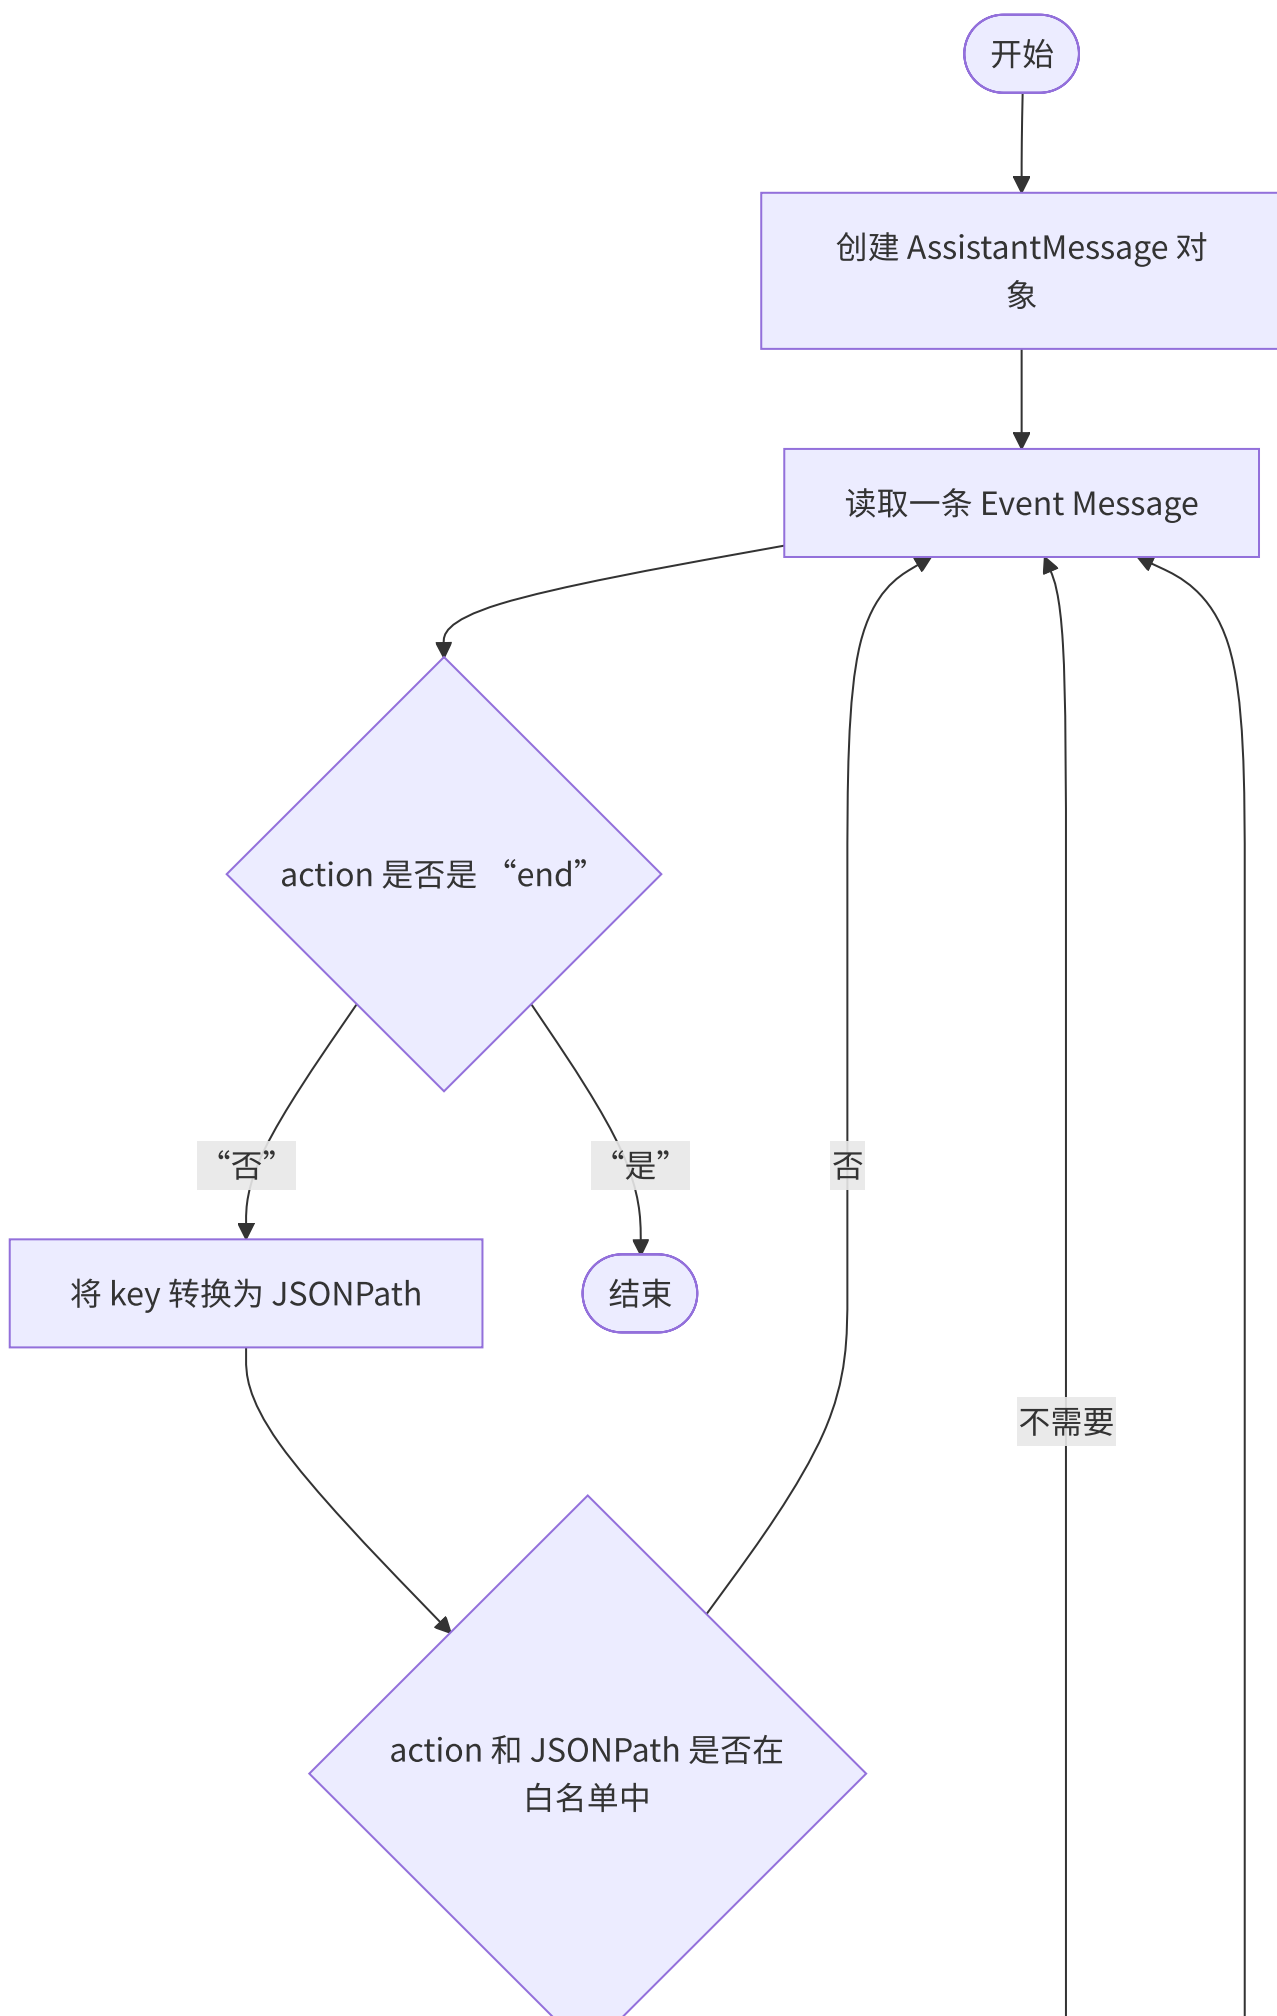 开始
创建 AssistantMessage 对
象
读取一条 Event Message
action 是否是 “end”
“否”
“是”
否
将 key 转换为 JSONPath
结束
不需要
action 和 JSONPath 是否在
白名单中